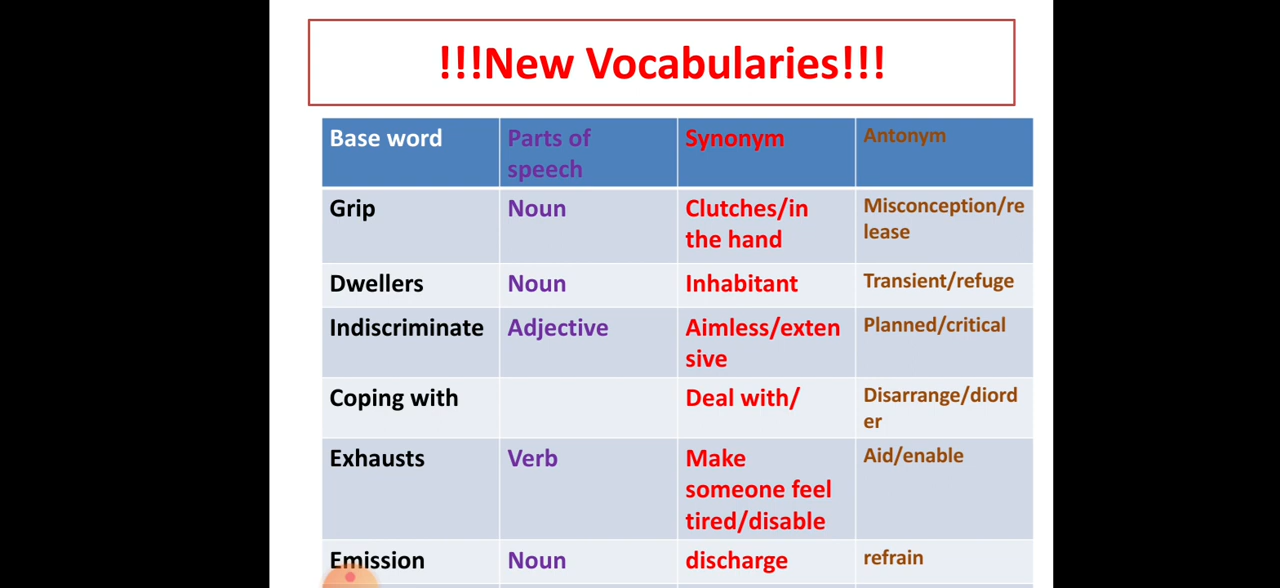 !!!New Vocabularies!!!
Base word
Parts of
speech
Synonym
Antonym
Grip
Noun
Clutches/in
the hand
Misconception/re
lease
Dwellers
Noun
Inhabitant
Transient/refuge
Indiscriminate
Adjective
Aimless/exten
sive
Planned/critical
Coping with
Deal with/
Disarrange/diord
er
Exhausts
Verb
Make
someone feel
tired/disable
Aid/enable
Emission
Noun
discharge
refrain